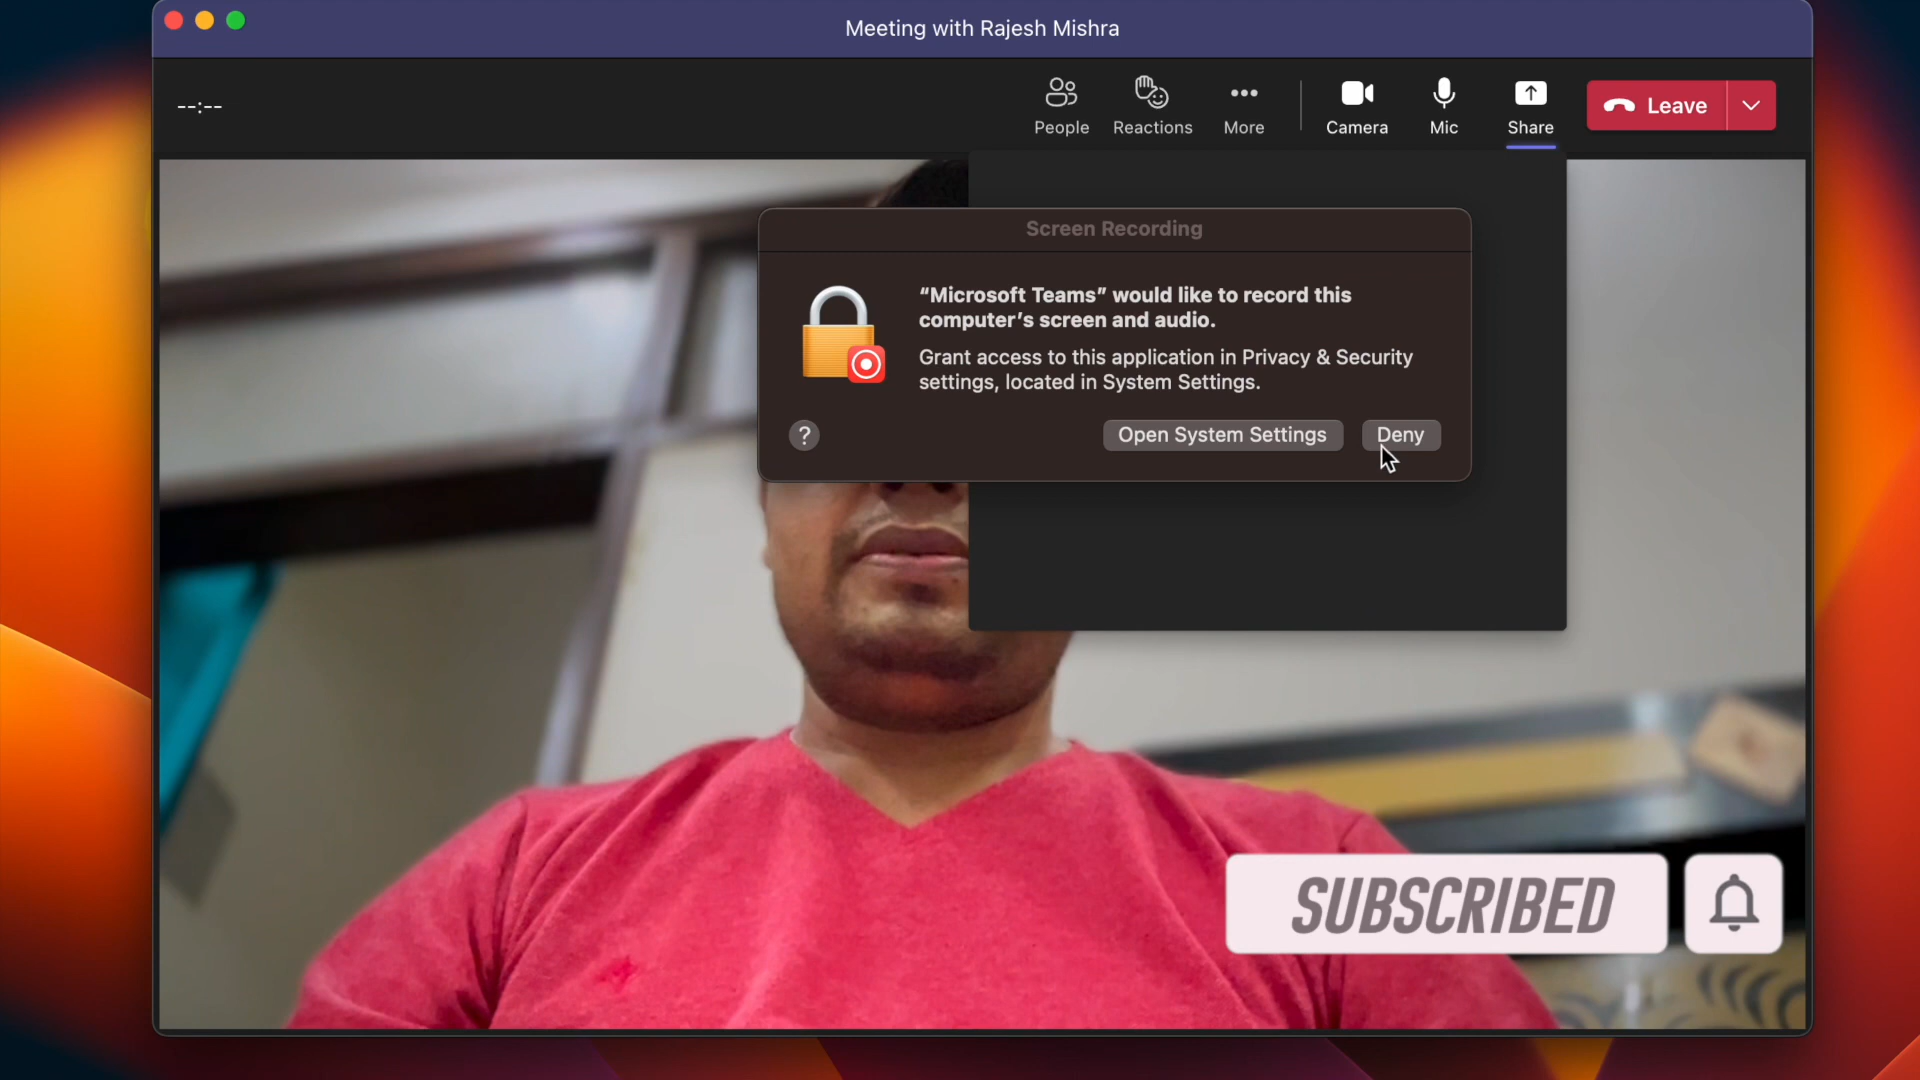 Meeting with Rajesh Mishra
--:--
People
Reactions
More
Camera
Mic
Share
Leave
Screen Recording
“Microsoft Teams” would like to record this
computer’s screen and audio.
Grant access to this application in Privacy & Security
settings, located in System Settings.
?
Open System Settings
Deny
SUBSCRIBED